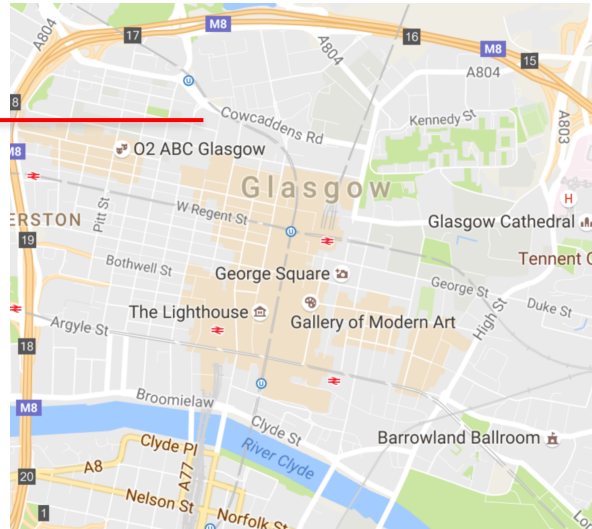 A804
M8
17
A804
16
M8
15
A804
8
Cowcaddens Rd
Kennedy St
A803
M8
O2 ABC Glasgow
Glasgow
H
ERSTON
Pitt St
W Regent St
Glasgow Cathedral
19
Tennent C
Bothwell St
George Square
George St
The Lighthouse
Gallery of Modern Art
High St
Duke St
Argyle St
18
Broomielaw
M8
Clyde St
Clyde Pl
River Clyde
Barrowland Ballroom
A8
A77
20
Nelson St
1
Norfolk St
Lon